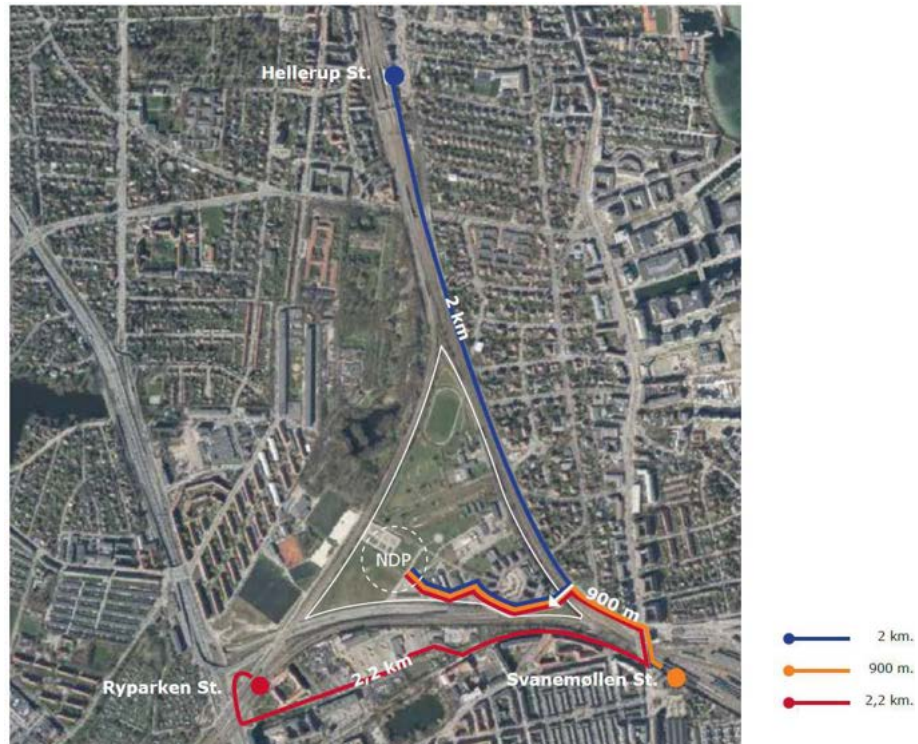 Hellerup St.
2 km
NDP
900 m
2,2 km
Ryparken St.
Svanemøllen St.
2 km.
900 m.
2,2 km.